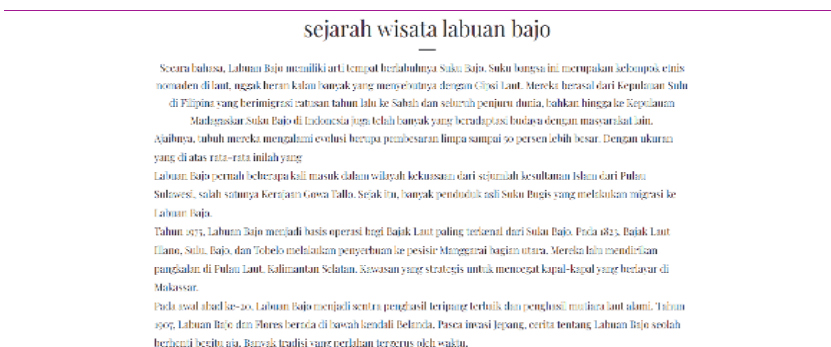 sejarah wisata labuan bajo
Secara bahasa, Labuan Bajo memiliki arti tempat berlabuhnya Suku Bajo. Suku bangsa ini merupakan kelompok etnis
nomaden di laut, nggak heran kalau banyak yang menyebutnya dengan Gipsi Laut. Mereka berasal dari Kepulauan Sulu
di Filipina yang berimigrasi ratusan tahun lalu ke Sabah dan seluruh penjuru dunia, bahkan hingga ke Kepulauan
Madagaskar.Suku Bajo di Indonesia juga telah banyak yang beradaptasi budaya dengan masyarakat lain.
Ajaibnya, tubuh mereka mengalami evolusi berupa pembesaran limpa sampai 50 persen lebih besar. Dengan ukuran
yang di atas rata-rata inilah yang
Labuan Bajo pernah beberapa kali masuk dalam wilayah kekuasaan dari sejumlah kesultanan Islam dari Pulau
Sulawesi, salah satunya Kerajaan Gowa Tallo. Sejak itu, banyak penduduk asli Suku Bugis yang melakukan migrasi ke
Labuan Bajo.
Tahun Labuan Bajo menjadi basis operasi bagi Bajak Laut paling terkenal dari Suku Bajo. Pada 1823, Bajak Laut
Sulu, Bajo, dan Tobelo melakukan penyerbuan ke pesisir Manggarai bagian utara. Mereka lalu mendirikan
pangkalan di Pulau Laut, Kalimantan Selatan. Kawasan yang strategis untuk mencegat kapal-kapal yang berlayar di
Makassar.
Pada awal abad ke-20, Labuan Bajo menjadi sentra penghasil teripang terbaik dan penghasil mutiara laut alami. Tahun
1907, Labuan Bajo dan Flores berada di bawah kendali Belanda. Pasca invasi Jepang, cerita tentang Labuan Bajo seolah
berhenti begitu aja. Banyak tradisi yang perlahan tergerus oleh waktu.